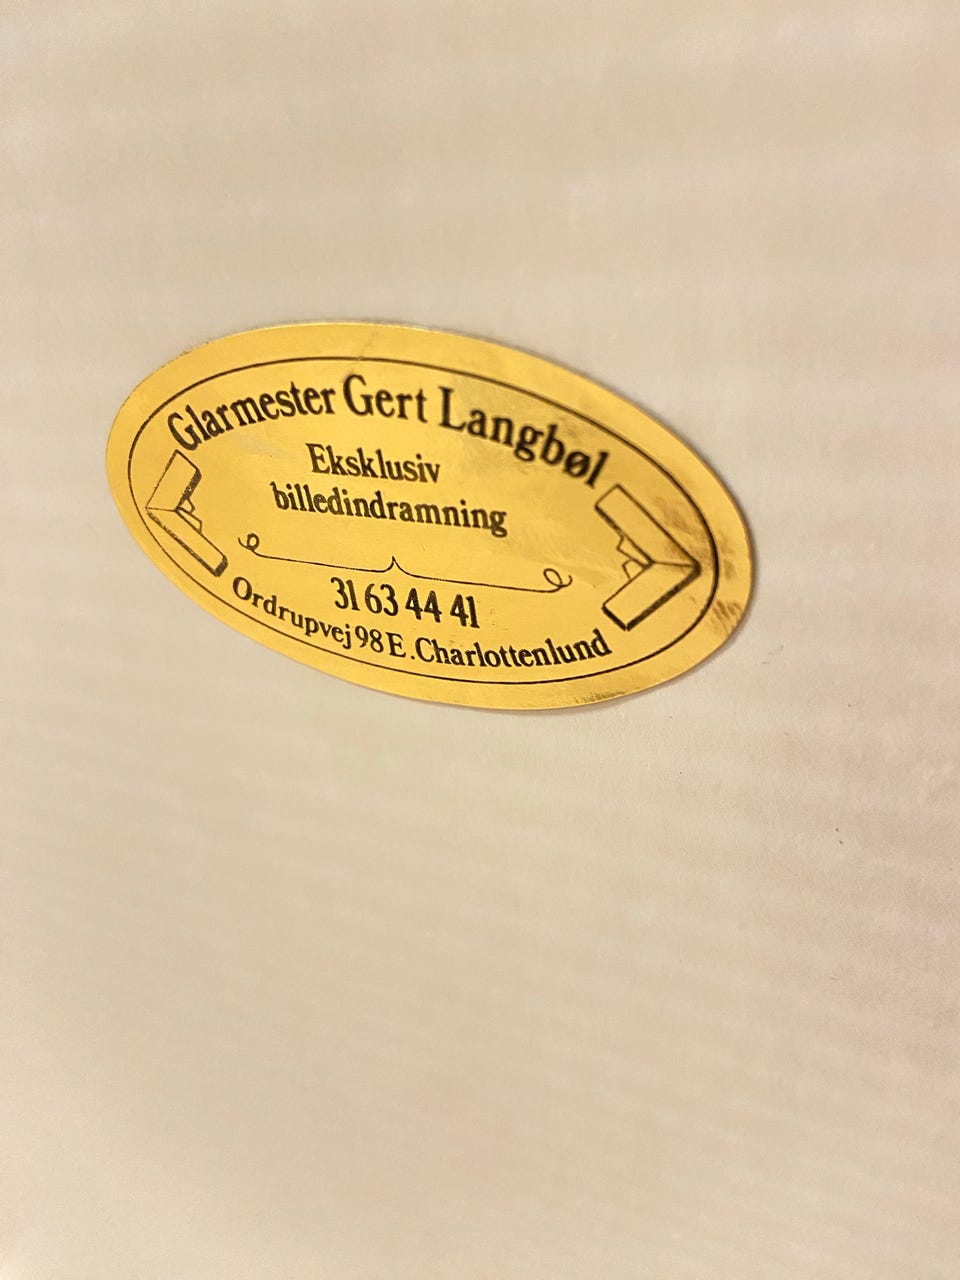 Glarmester Gert Langbøl
Eksklusiv
billedindramning
31 63 44 41
Ordrupvej 98 E. Charlottenlund